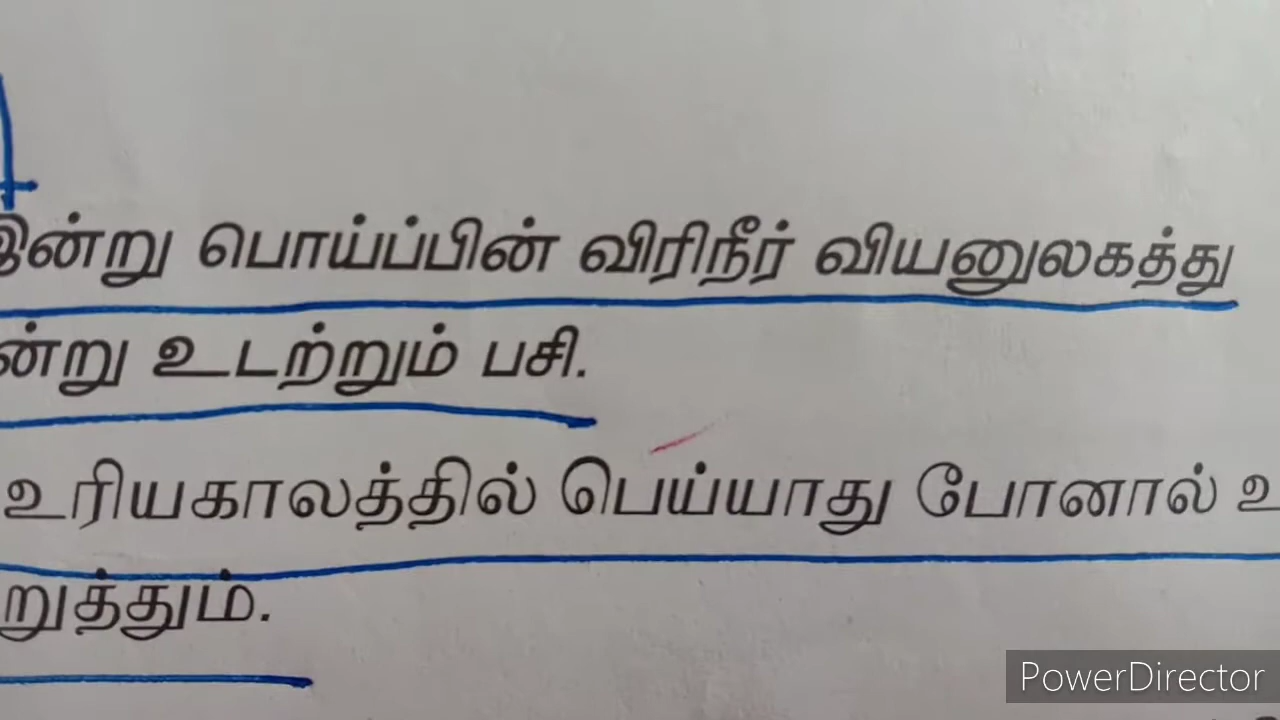 இன்று பொய்ப்பின் விரிநீர் வியனுலகத்து
ன்று உடற்றும் பசி.
உரியகாலத்தில் பெய்யாது போனால் உ
றுத்தும்.
PowerDirector